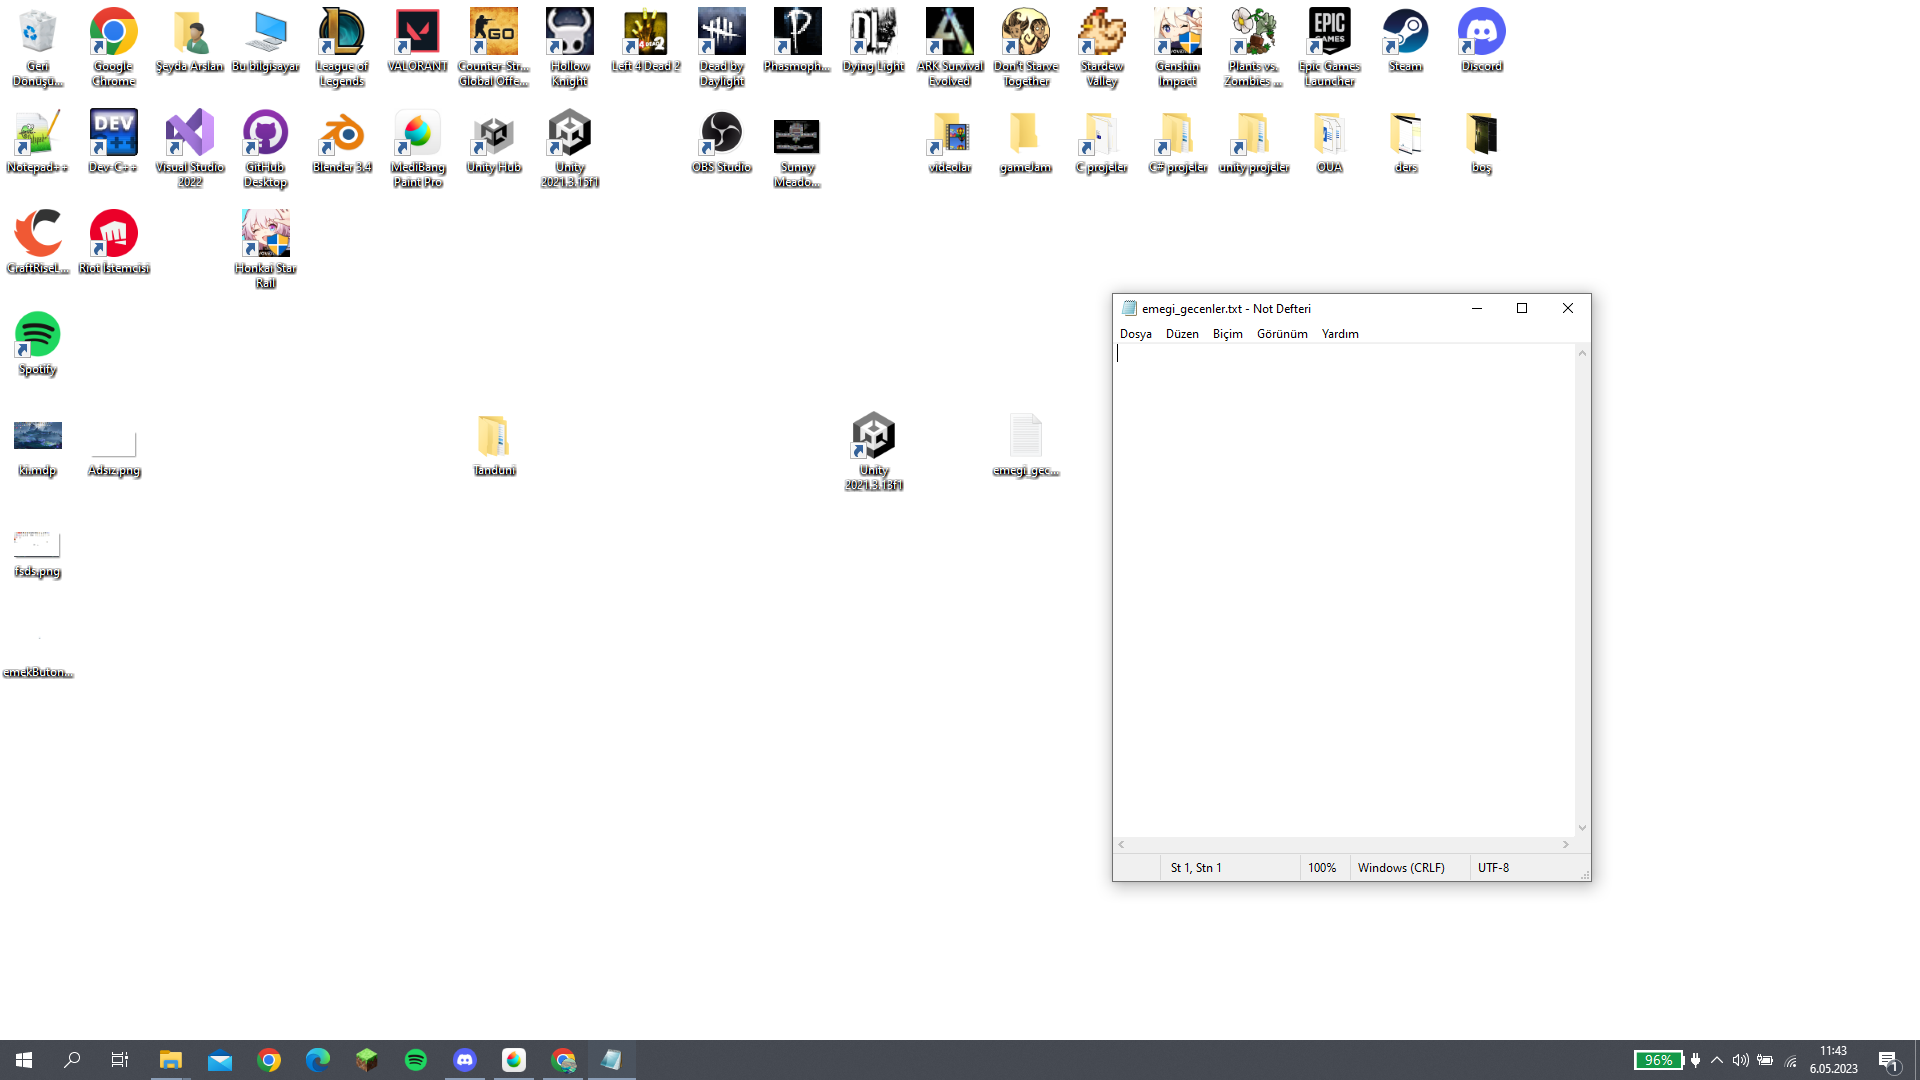 Geri Dönüşü...
Google Chrome
Şeyda Arslan
Bu bilgisayar
League of Legends
VALORANT
Counter-Str... Global Offe...
Hollow Knight
Left 4 Dead 2
Dead by Daylight
Phasmoph...
Dying Light
ARK Survival Evolved
Don't Starve Together
Stardew Valley
Genshin Impact
Plants vs. Zombies ...
Epic Games Launcher
Steam
Discord
Notepad++
Dev-C++
Visual Studio 2022
GitHub Desktop
Blender 3.4
MediBang Paint Pro
Unity Hub
Unity 2021.3.15f1
OBS Studio
Sunny Meado...
videolar
gameJam
C projeler
C# projeler
unity projeler
OUA
ders
boş
CraftRiseL...
Riot İstemcisi
Honkai Star Rail
Spotify
ki.mdp
Adsız.png
Tanduni
Unity 2021.3.13f1
emegi_gec...
fsds.png
emekButon...
emegi_gecenler.txt - Not Defteri
Dosya Düzen Biçim Görünüm Yardım
St 1, Stn 1 100% Windows (CRLF) UTF-8
96%
11:43
6.05.2023
1